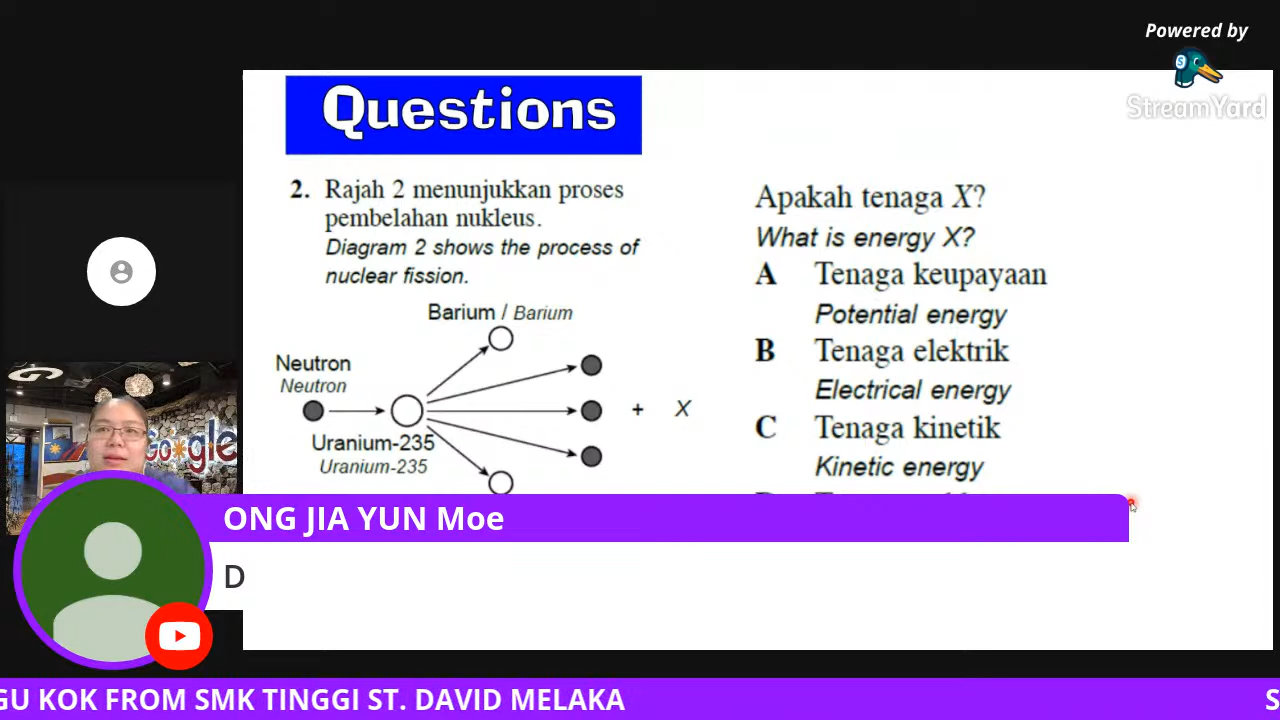 Powered by
StreamYard
Questions
2. Rajah 2 menunjukkan proses
pembelahan nukleus.
Diagram 2 shows the process of
nuclear fission.
Barium / Barium
Neutron
Neutron
Uranium-235
Uranium-235
+ X
Apakah tenaga X?
What is energy X?
A Tenaga keupayaan
Potential energy
B Tenaga elektrik
Electrical energy
C Tenaga kinetik
Kinetic energy
Google
ONG JIA YUN Moe
D
GU KOK FROM SMK TINGGI ST. DAVID MELAKA
S